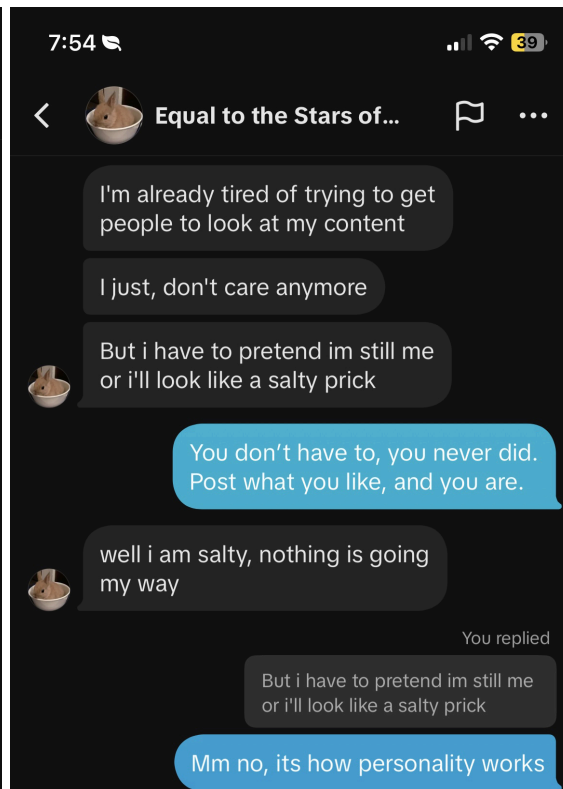 7:54
39
Equal to the Stars of...
I'm already tired of trying to get
people to look at my content
I just, don't care anymore
But i have to pretend im still me
or i'll look like a salty prick
You don’t have to, you never did.
Post what you like, and you are.
well i am salty, nothing is going
my way
You replied
But i have to pretend im still me
or i'll look like a salty prick
Mm no, its how personality works